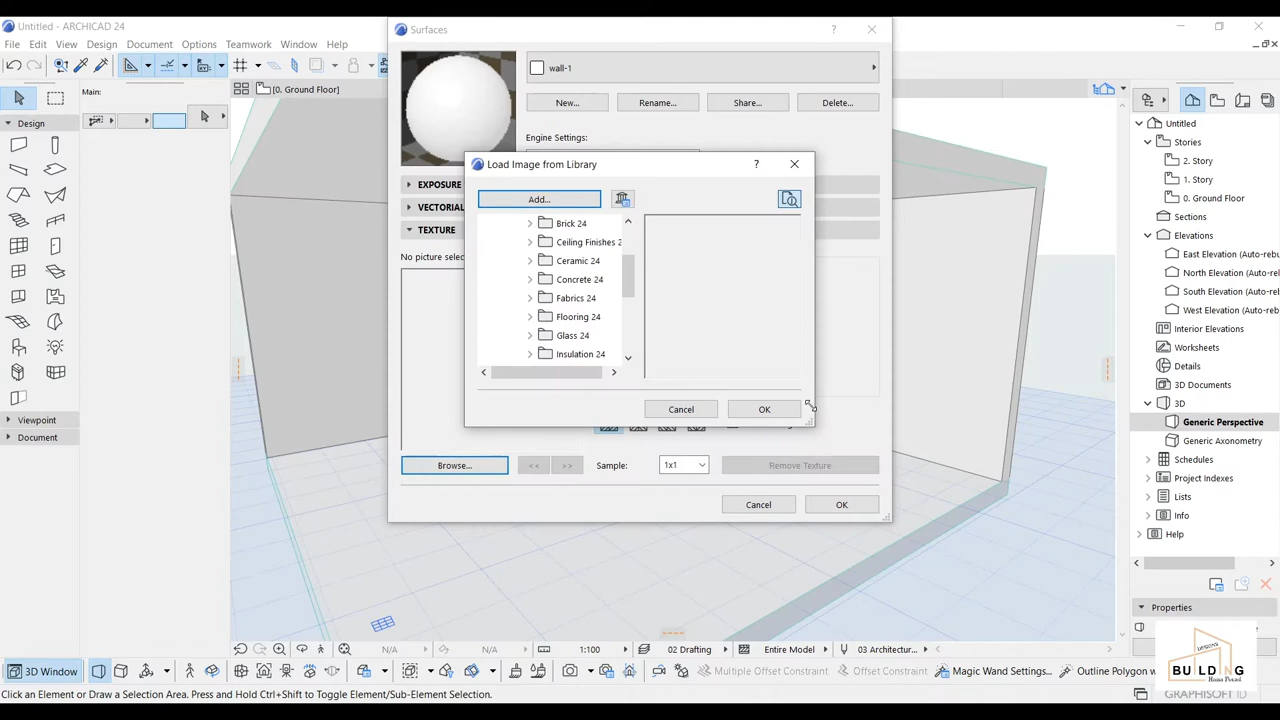 Untitled - ARCHICAD 24
File Edit View Design Document Options Teamwork Window Help
Main:
Design
Viewpoint
Document
[0. Ground Floor]
Surfaces
?
wall-1
New...
Rename...
Share...
Delete...
Engine Settings:
EXPOSURE
VECTORIAL
TEXTURE
No picture selec
Browse...
<<
>>
Sample:
1x1
Remove Texture
Cancel
OK
Load Image from Library
?
Add...
Brick 24
Ceiling Finishes 2
Ceramic 24
Concrete 24
Fabrics 24
Flooring 24
Glass 24
Insulation 24
Cancel
OK
Untitled
Stories
2. Story
1. Story
0. Ground Floor
Sections
Elevations
East Elevation (Auto-rebu
North Elevation (Auto-reb
South Elevation (Auto-reb
West Elevation (Auto-rebu
Interior Elevations
Worksheets
Details
3D Documents
3D
Generic Perspective
Generic Axonometry
Schedules
Project Indexes
Lists
Info
Help
Properties
N/A
N/A
1:100
02 Drafting
Entire Model
03 Architectur...
3D Window
Multiple Offset Constraint
Offset Constraint
Magic Wand Settings...
Outline Polygon w
Click an Element or Draw a Selection Area. Press and Hold Ctrl+Shift to Toggle Element/Sub-Element Selection.
DESIGNS
BUILDING
GRAPHISOFT ID